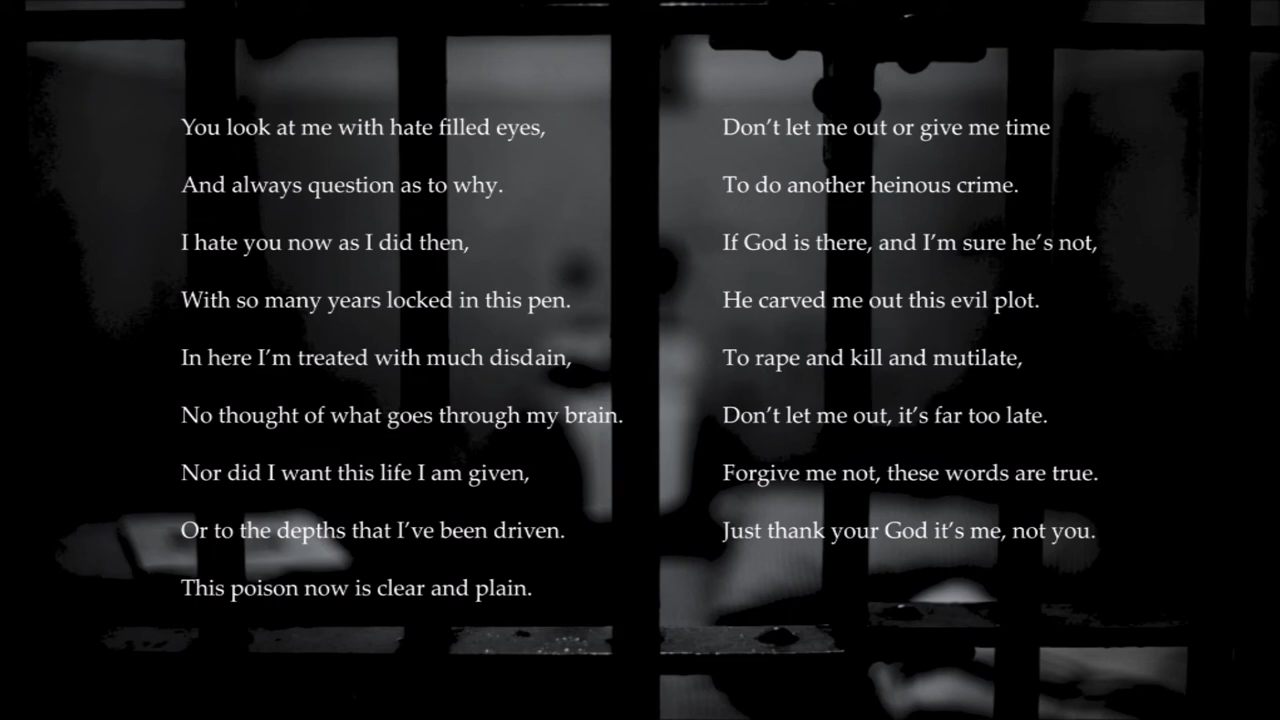 You look at me with hate filled eyes,
And always question as to why.
I hate you now as I did then,
With so many years locked in this pen.
In here I’m treated with much disdain,
No thought of what goes through my brain.
Nor did I want this life I am given,
Or to the depths that I’ve been driven.
This poison now is clear and plain.
Don’t let me out or give me time
To do another heinous crime.
If God is there, and I’m sure he’s not,
He carved me out this evil plot.
To rape and kill and mutilate,
Don’t let me out, it’s far too late.
Forgive me not, these words are true.
Just thank your God it’s me, not you.